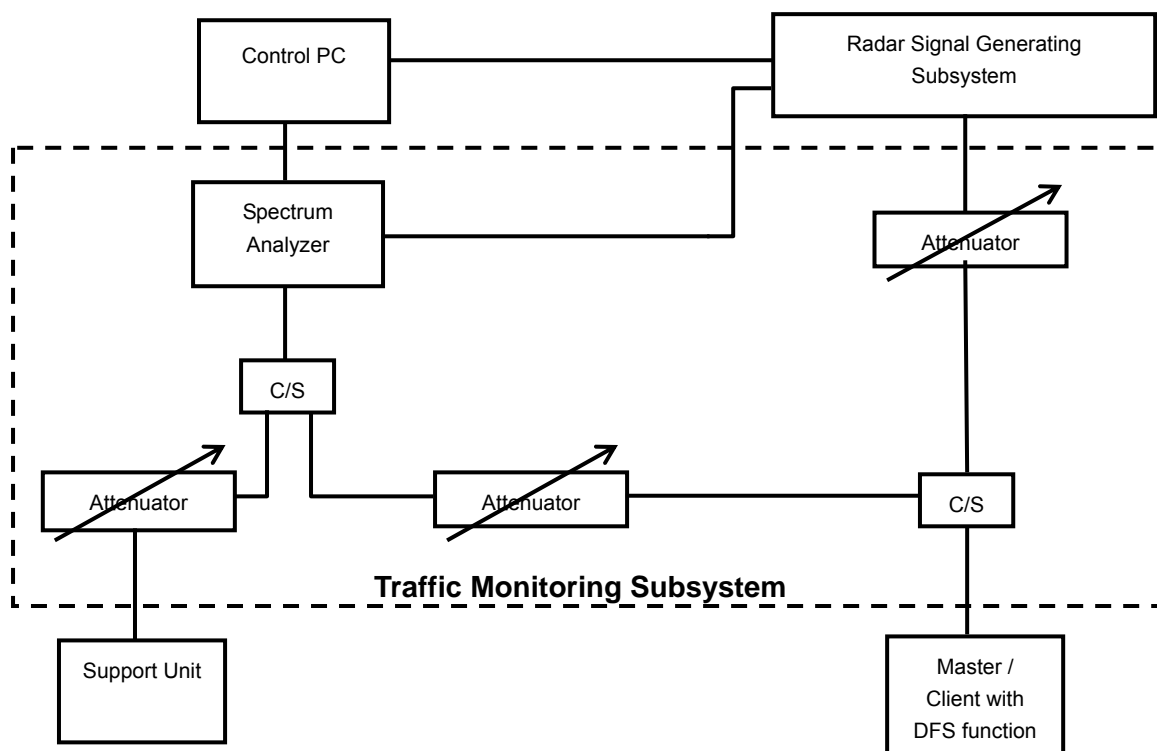 Control PC
Radar Signal Generating
Subsystem
Spectrum
Analyzer
Attenuator
C/S
Attenuator
Attenuator
C/S
Traffic Monitoring Subsystem
Support Unit
Master /
Client with
DFS function